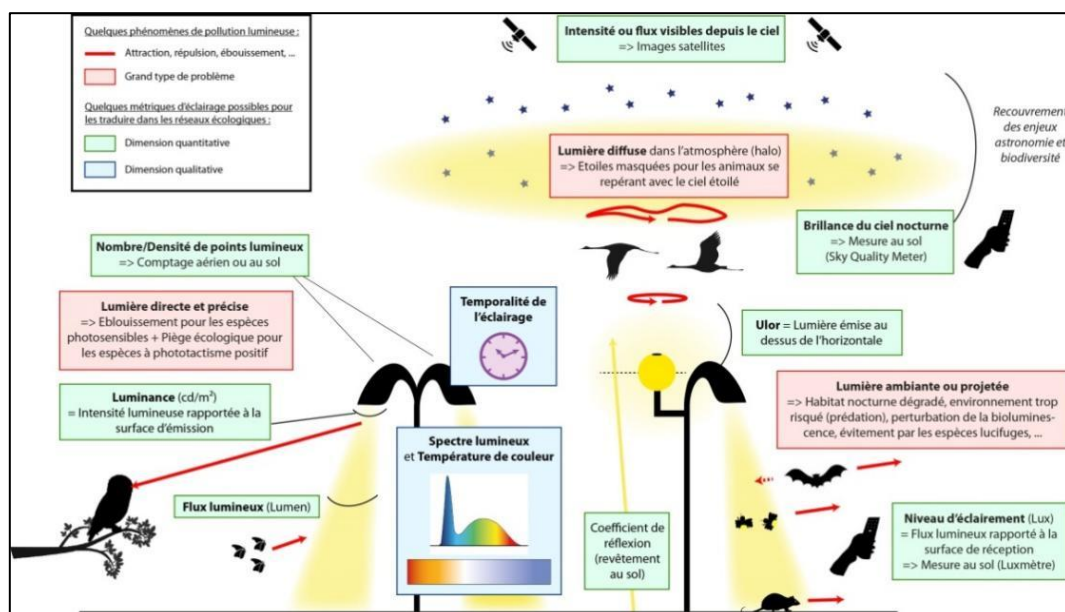 Quelques phénomènes de pollution lumineuse :
Attraction, répulsion, ébouissement, ...
Grand type de problème
Quelques métriques d'éclairage possibles pour
les traduire dans les réseaux écologiques :
Dimension quantitative
Dimension qualitative
Intensité ou flux visibles depuis le ciel
=> Images satellites
Recouvrement
des enjeux
astronomie et
biodiversité
Lumière diffuse dans l'atmosphère (halo)
=> Etoiles masquées pour les animaux se
repérant avec le ciel étoilé
Brillance du ciel nocturne
=> Mesure au sol
(Sky Quality Meter)
Nombre/Densité de points lumineux
=> Comptage aérien ou au sol
Lumière directe et précise
=> Eblouissement pour les espèces
photosensibles + Piège écologique pour
les espèces à phototactisme positif
Temporalité de
l'éclairage
Ulor = Lumière émise au
dessus de l'horizontale
Luminance (cd/m²)
= Intensité lumineuse rapportée à la
surface d'émission
Lumière ambiante ou projetée
=> Habitat nocturne dégradé, environnement trop
risqué (prédation), perturbation de la biolumines-
cence, évitement par les espèces lucifuges, ...
Spectre lumineux
et Température de couleur
Flux lumineux (Lumen)
Coefficient de
réflexion
(revêtement
au sol)
Niveau d'éclairement (Lux)
= Flux lumineux rapporté à la
surface de réception
=> Mesure au sol (Luxmètre)